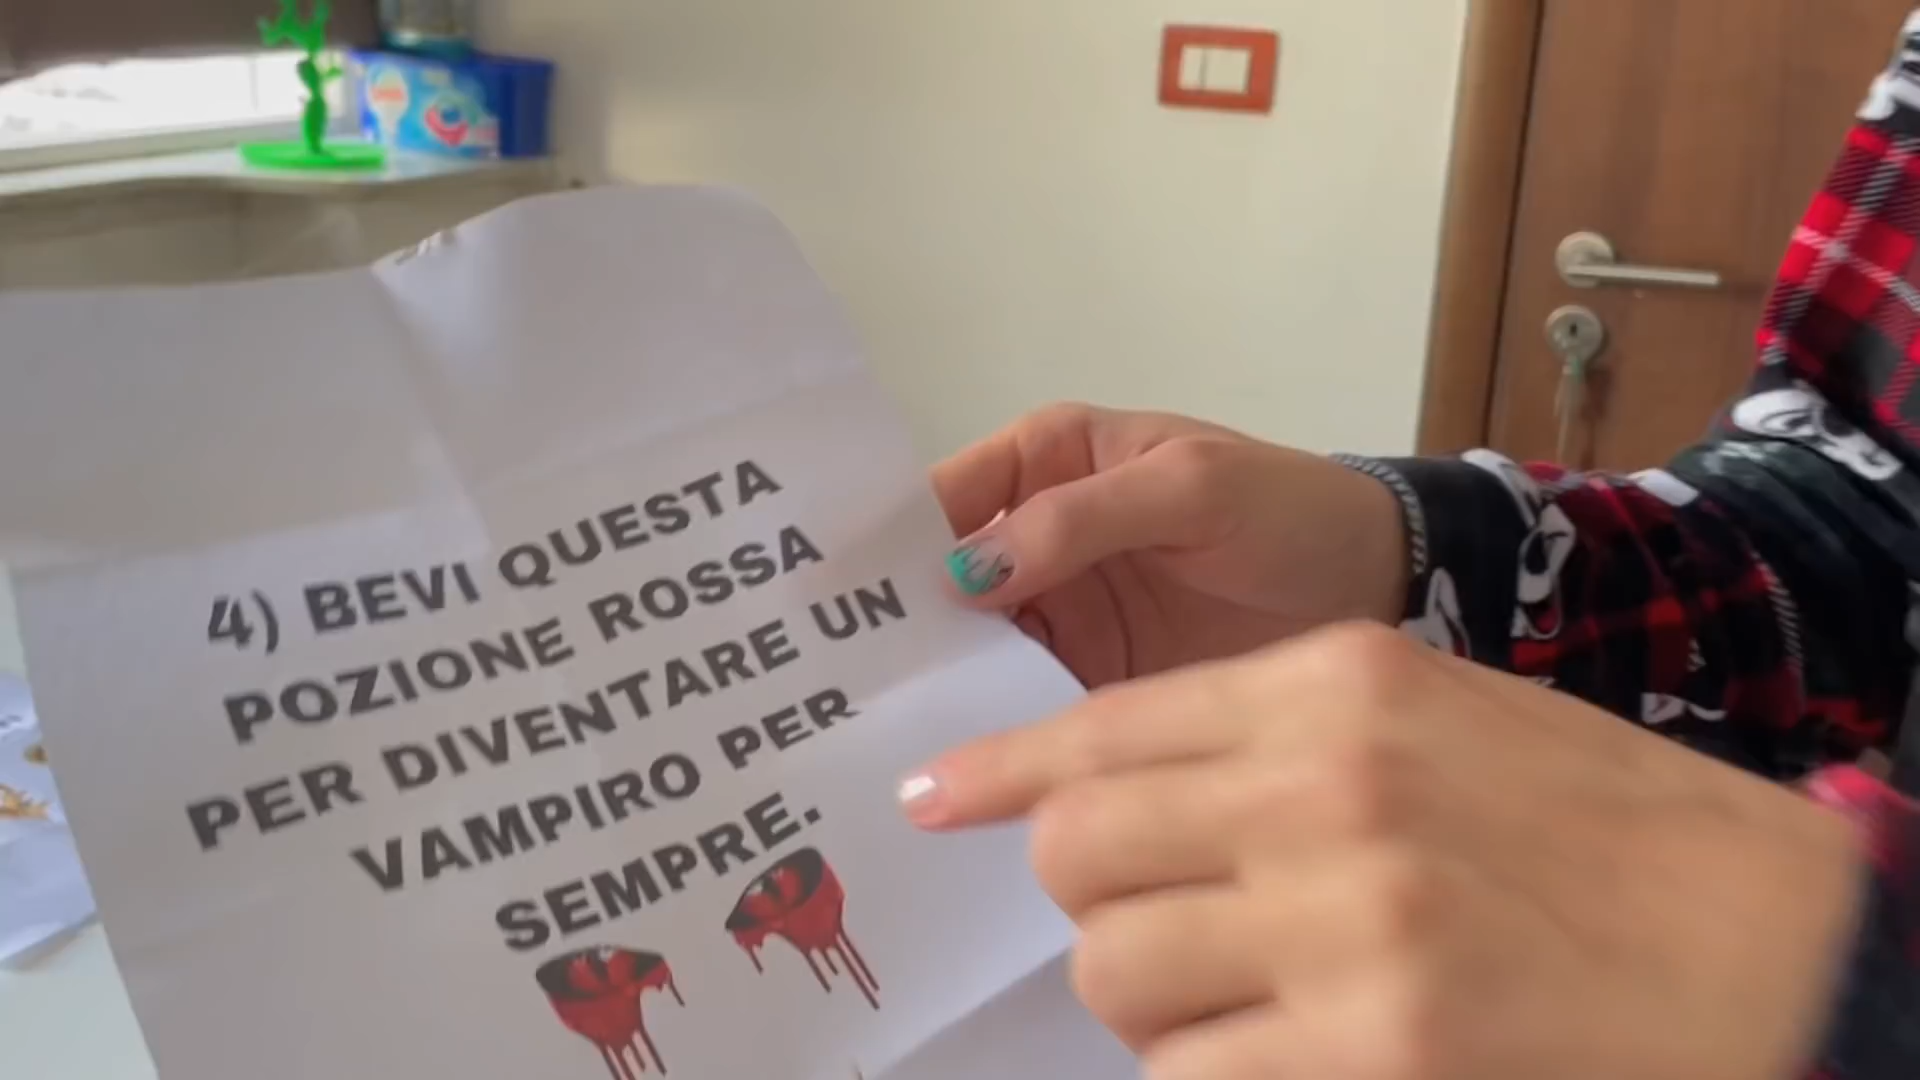 4) BEVI QUESTA
POZIONE ROSSA
PER DIVENTARE UN
VAMPIRO PER
SEMPRE.